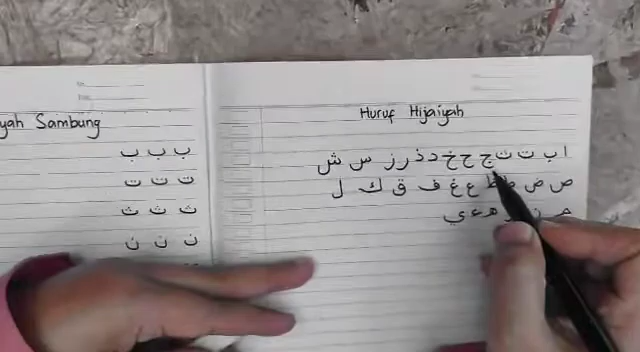 Huruf Hijaiyah
ا ب ت ث ج ح خ د ذ ر ز س ش
ص ض ط ظ ع غ ف ق ك ل
م ن و ه ء ي
yah Sambung
ب ب ب
ت ت ت
ث ث ث
ن ن ن